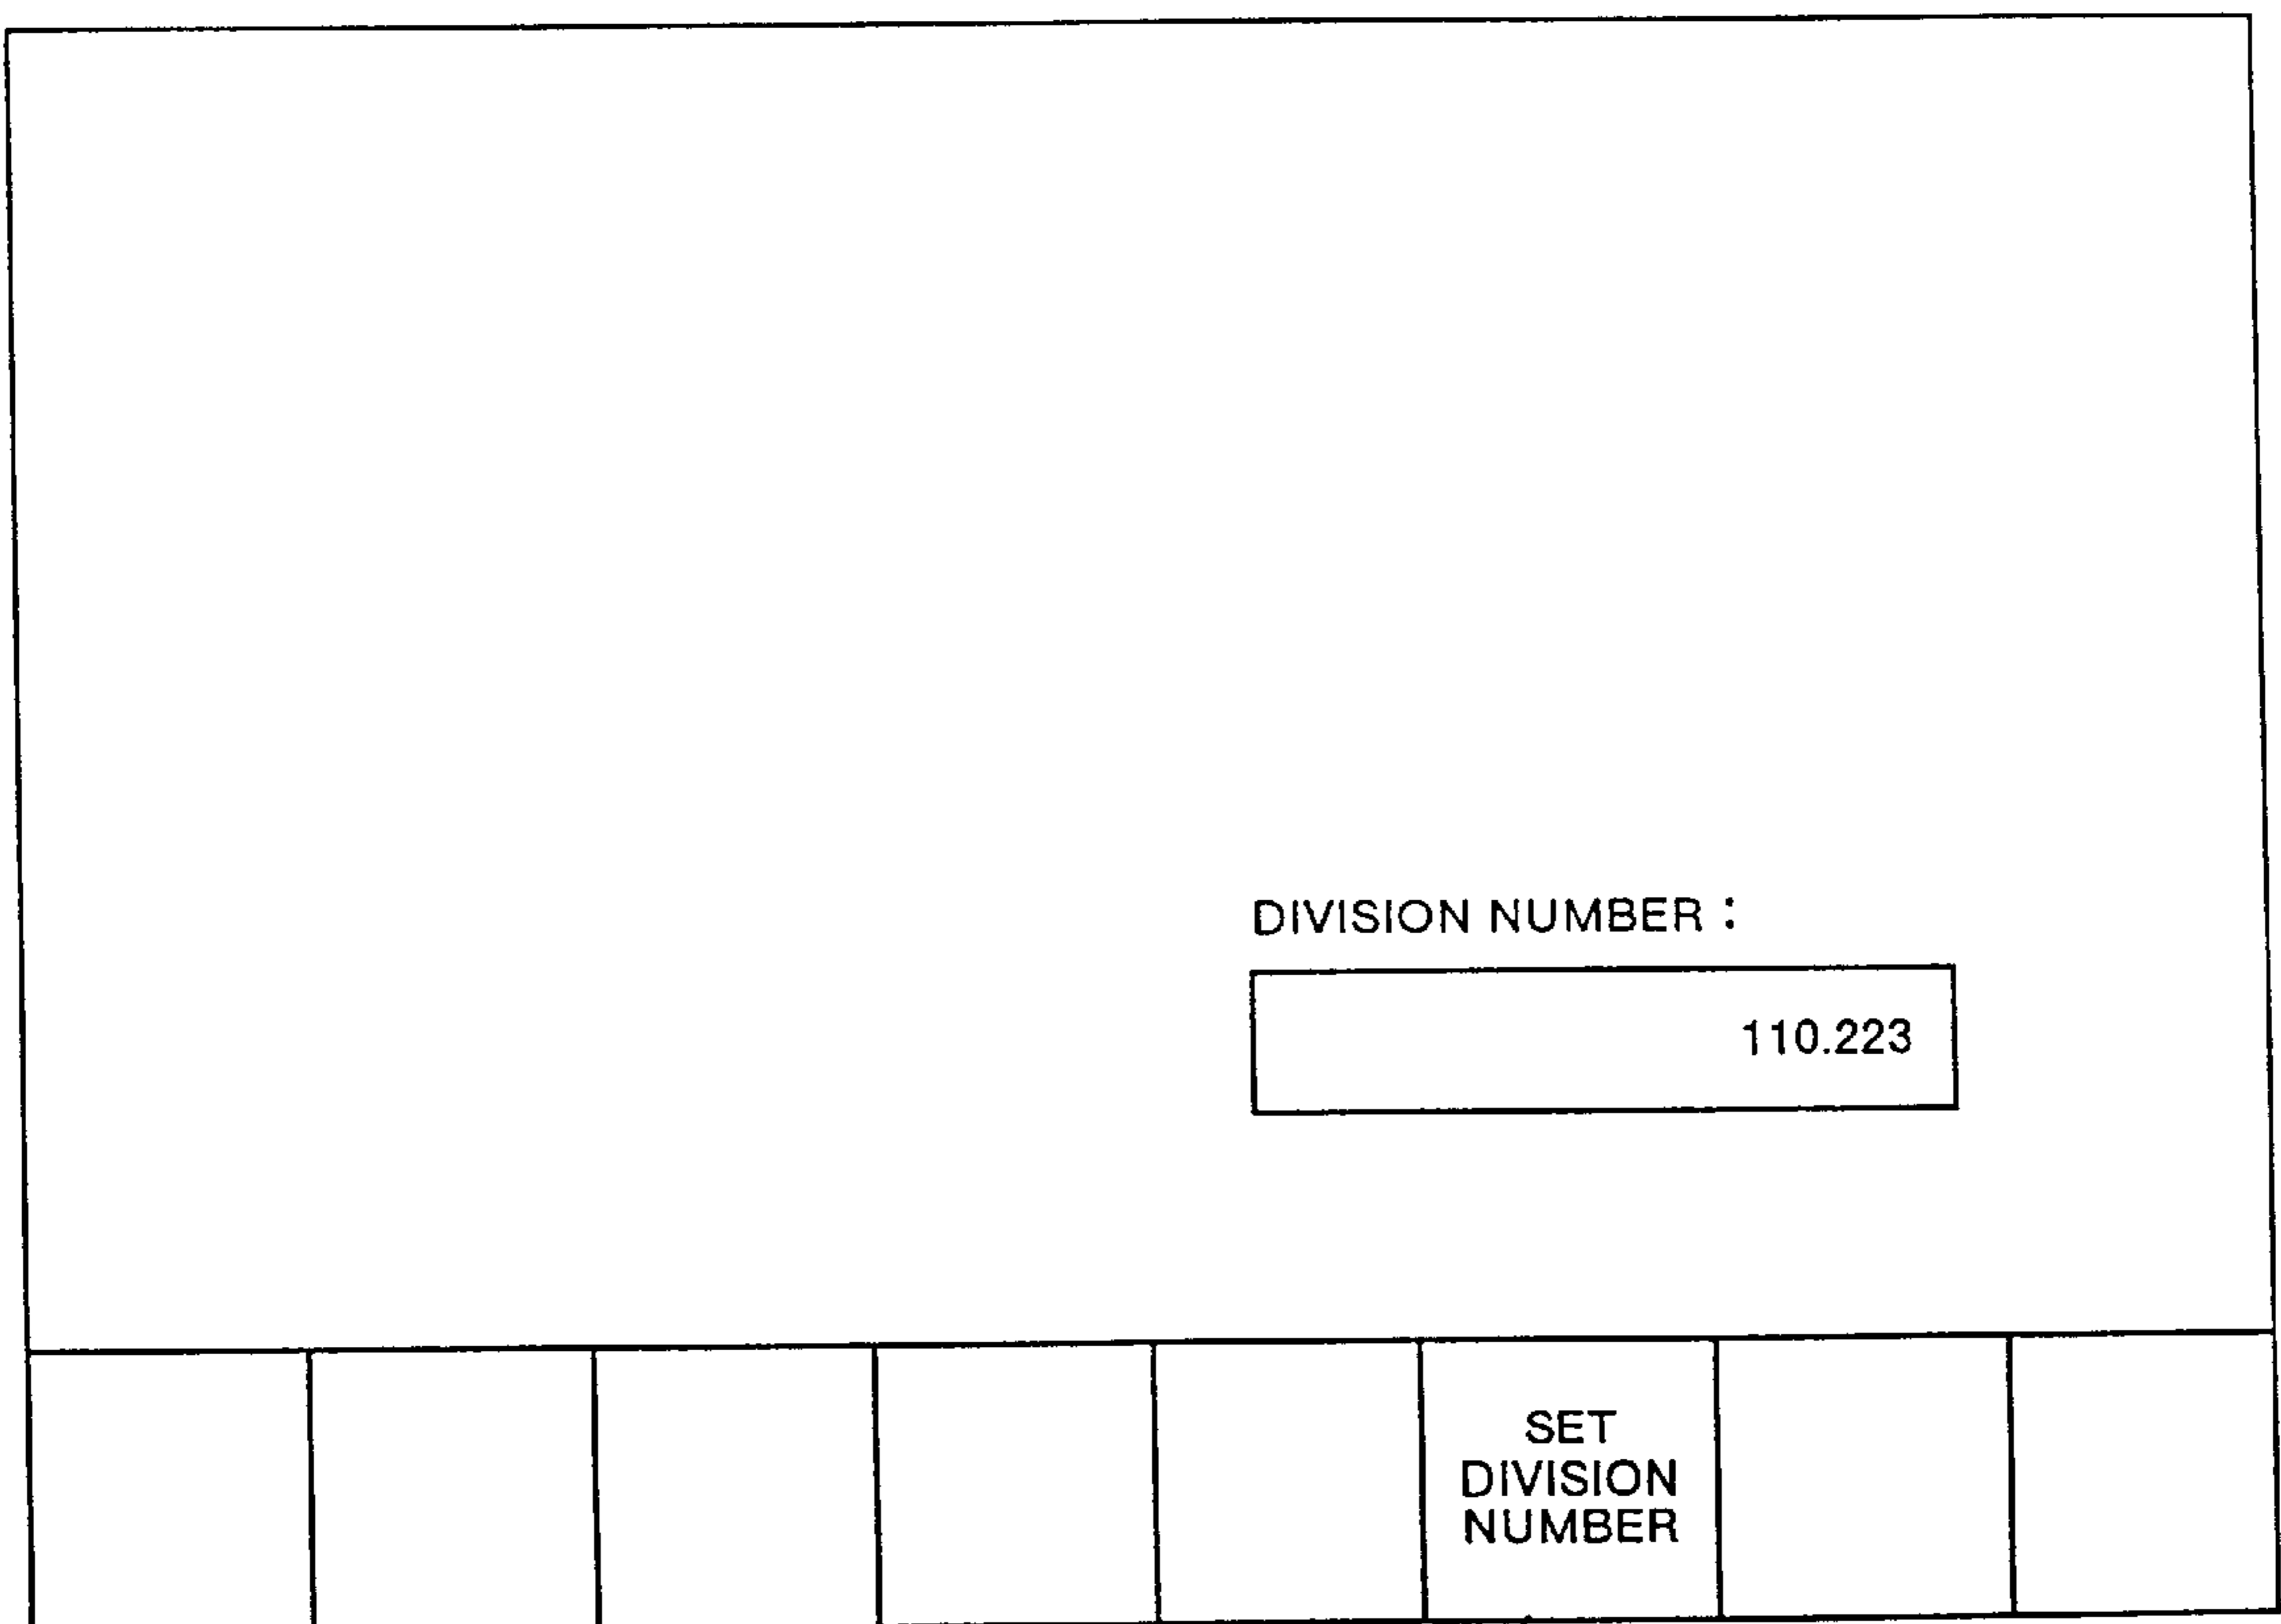 DIVISION NUMBER :
110.223
SET
DIVISION
NUMBER